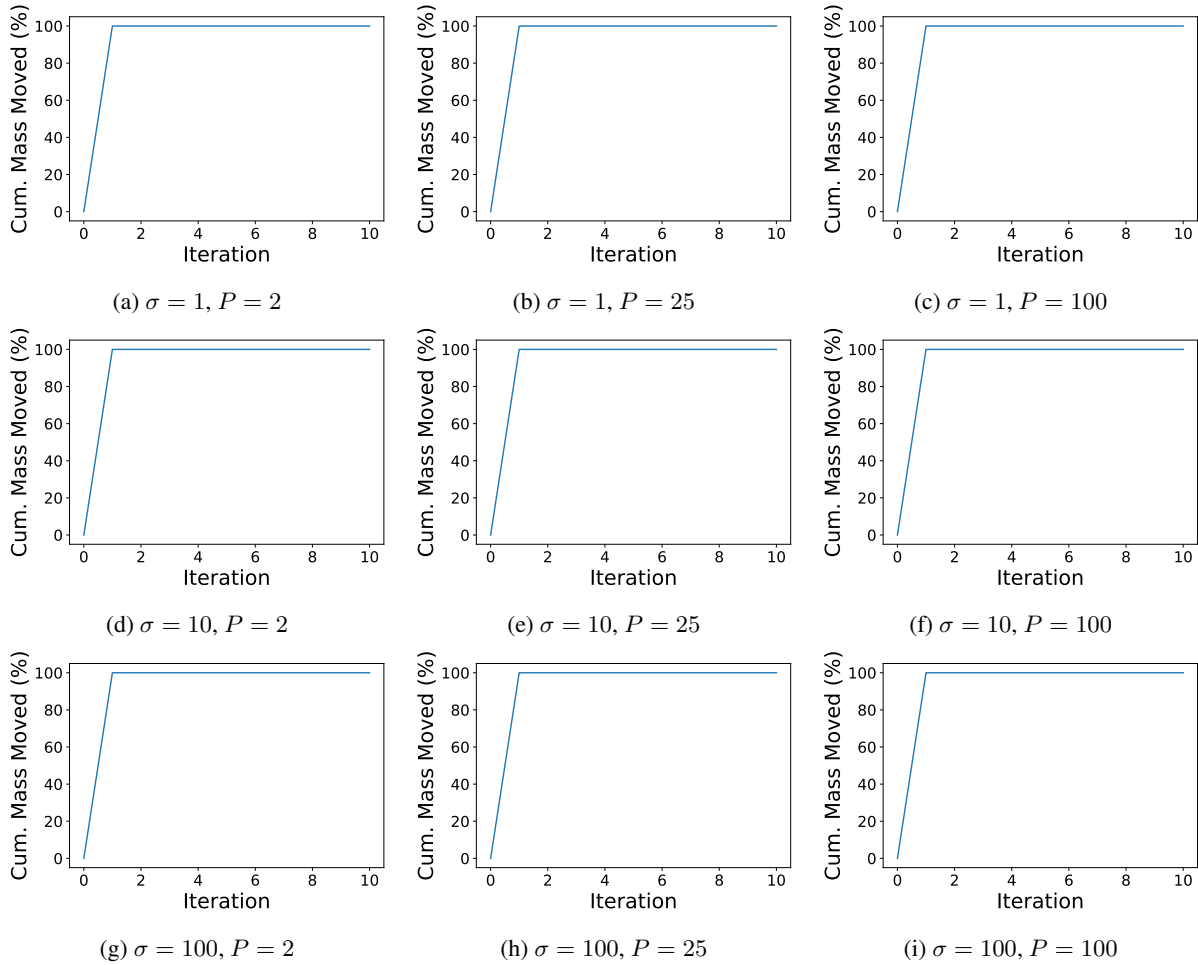 Cum. Mass Moved (%)
100
80
60
40
20
0
0 2 4 6 8 10
Iteration
(a) σ = 1, P = 2
Cum. Mass Moved (%)
100
80
60
40
20
0
0 2 4 6 8 10
Iteration
(b) σ = 1, P = 25
Cum. Mass Moved (%)
100
80
60
40
20
0
0 2 4 6 8 10
Iteration
(c) σ = 1, P = 100
Cum. Mass Moved (%)
100
80
60
40
20
0
0 2 4 6 8 10
Iteration
(d) σ = 10, P = 2
Cum. Mass Moved (%)
100
80
60
40
20
0
0 2 4 6 8 10
Iteration
(e) σ = 10, P = 25
Cum. Mass Moved (%)
100
80
60
40
20
0
0 2 4 6 8 10
Iteration
(f) σ = 10, P = 100
Cum. Mass Moved (%)
100
80
60
40
20
0
0 2 4 6 8 10
Iteration
(g) σ = 100, P = 2
Cum. Mass Moved (%)
100
80
60
40
20
0
0 2 4 6 8 10
Iteration
(h) σ = 100, P = 25
Cum. Mass Moved (%)
100
80
60
40
20
0
0 2 4 6 8 10
Iteration
(i) σ = 100, P = 100